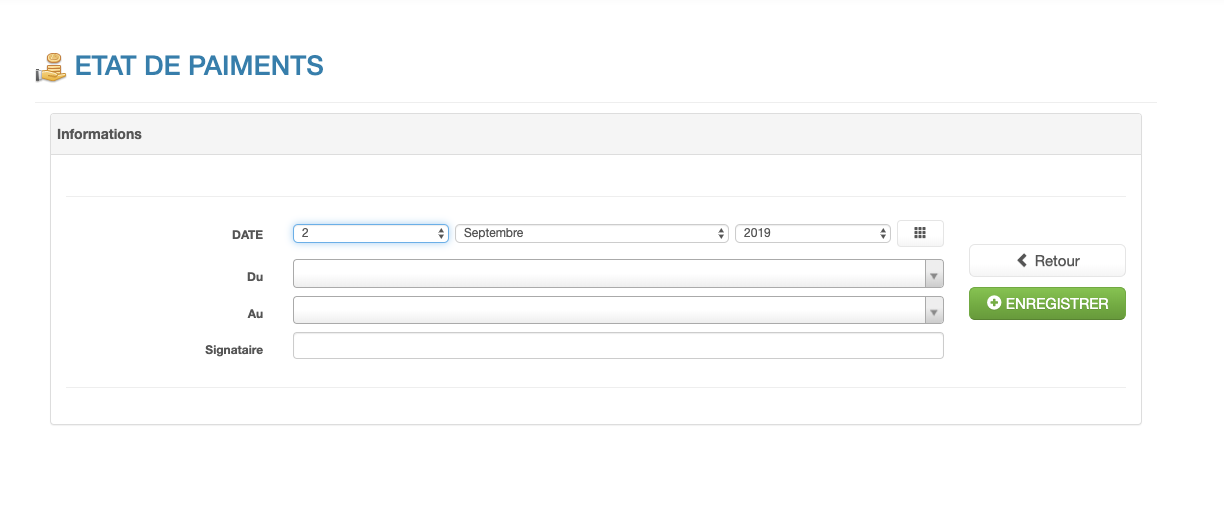 ETAT DE PAIMENTS
Informations
DATE 2 Septembre 2019
Du
Retour
Au
ENREGISTRER
Signataire